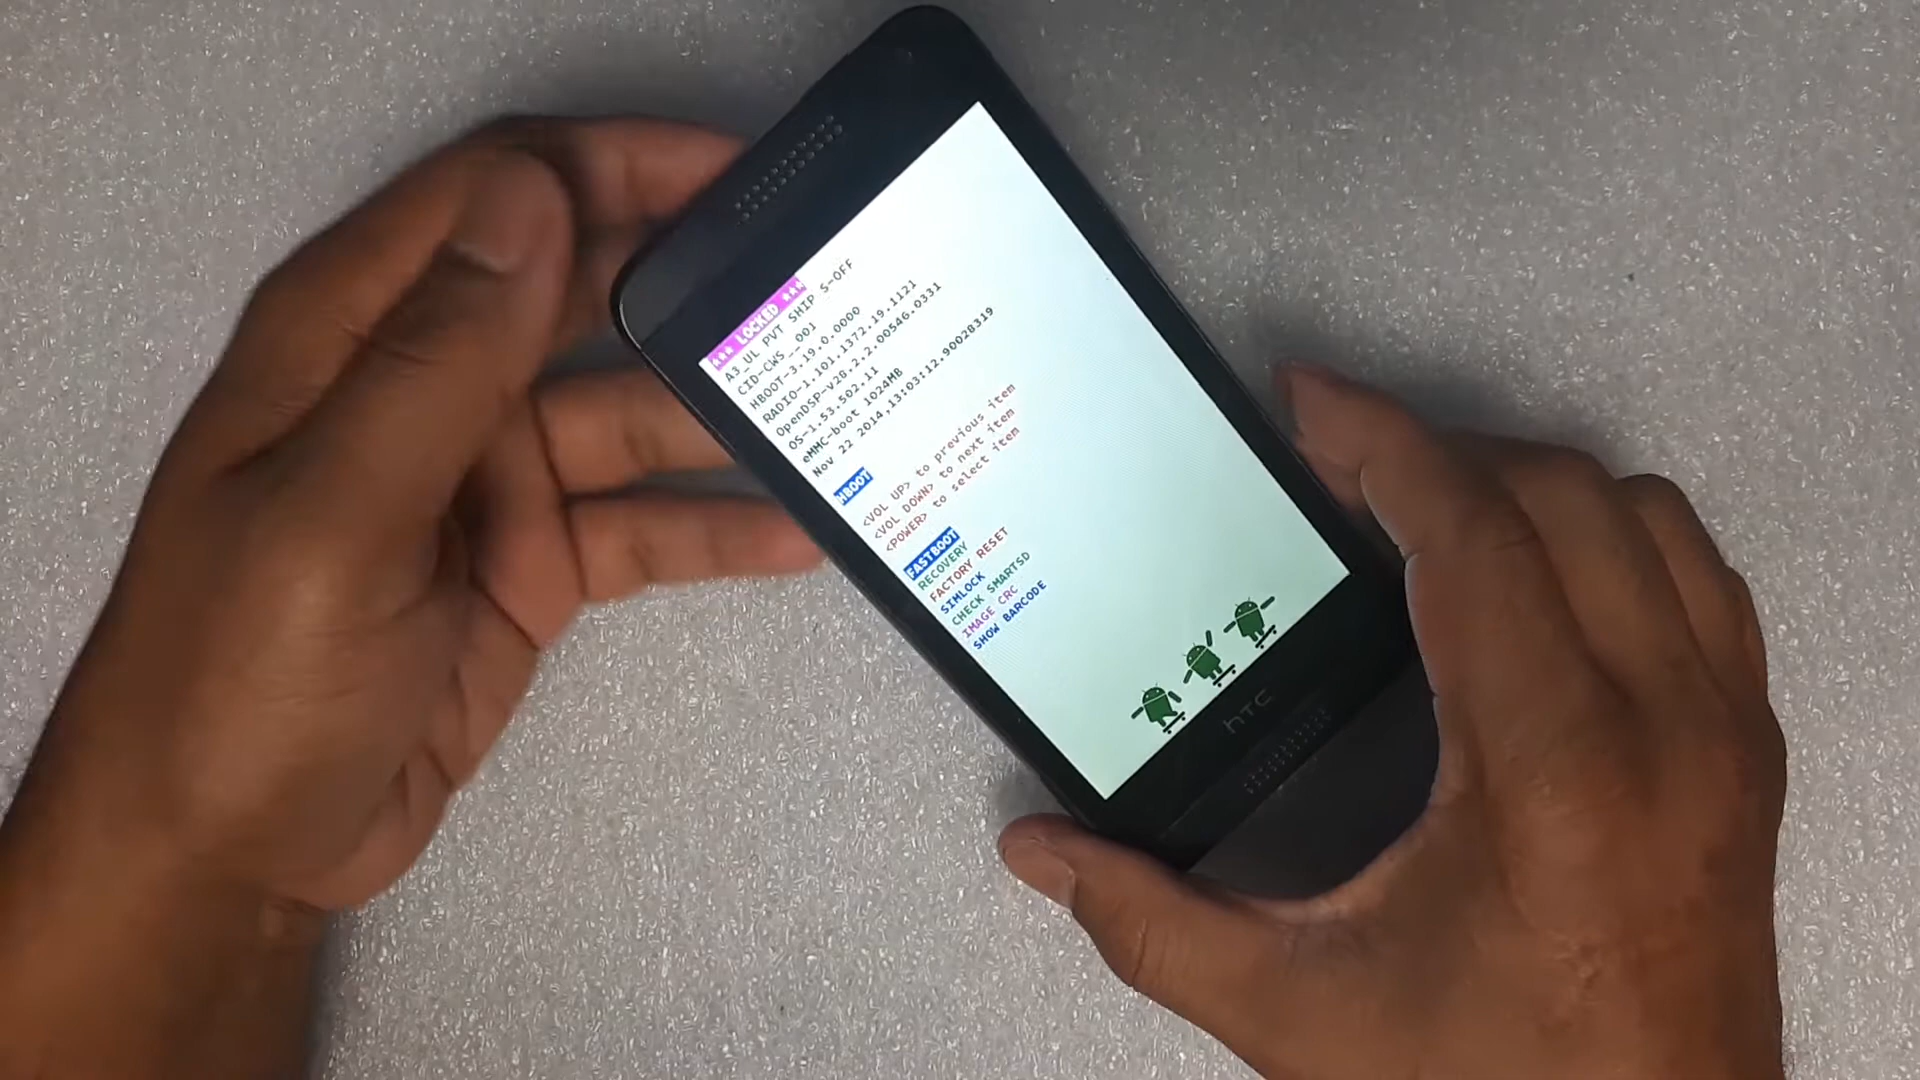 *** LOCKED ***
A3_UL PVT SHIP S-OFF
CID-CWS__001
HBOOT-3.19.0.0000
RADIO-1.101.1372.19.1121
OpenDSP-v28.2.2.00546.0331
OS-1.53.502.11
eMMC-boot 1024MB
Nov 22 2014,13:03:12.90028319
HBOOT
<VOL UP> to previous item
<VOL DOWN> to next item
<POWER> to select item
FASTBOOT
RECOVERY
FACTORY RESET
SIMLOCK
CHECK SMARTSD
IMAGE CRC
SHOW BARCODE
hTC